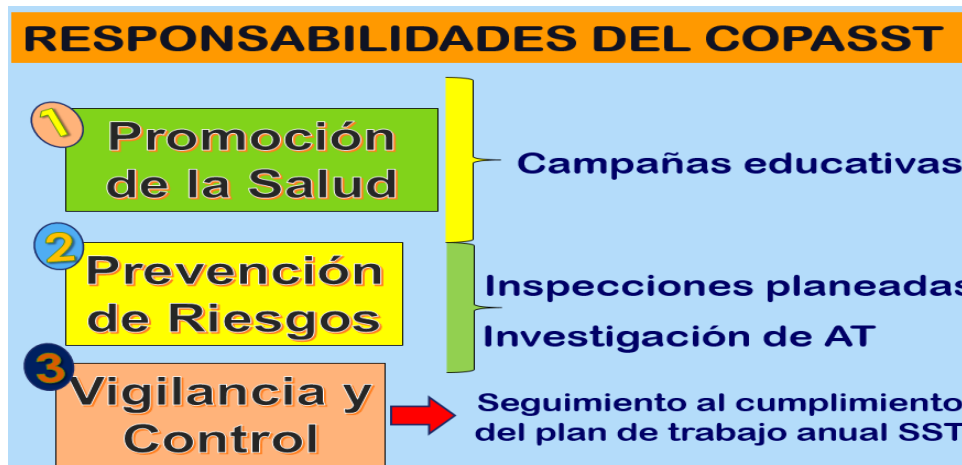 RESPONSABILIDADES DEL COPASST
1
Promoción
de la Salud
Campañas educativas
2
Prevención
de Riesgos
Inspecciones planeadas
Investigación de AT
3
Vigilancia y
Control
Seguimiento al cumplimiento
del plan de trabajo anual SST